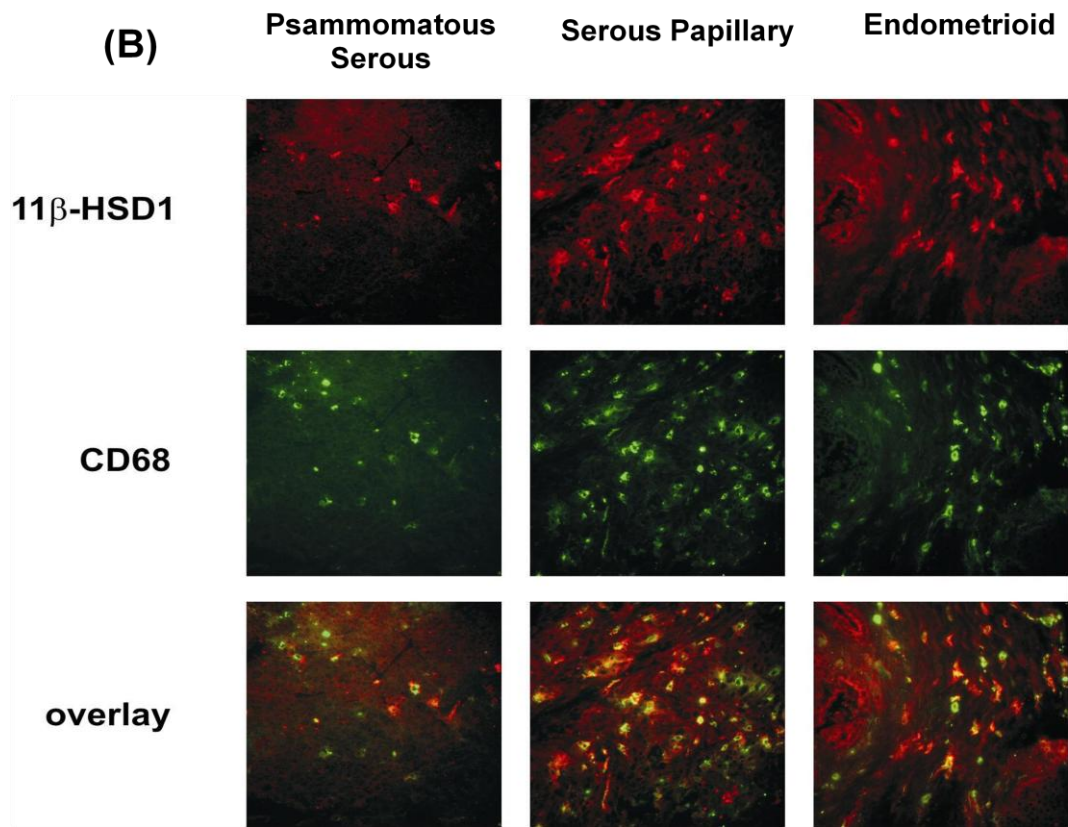 (B)
Psammomatous
Serous
Serous Papillary
Endometrioid
11β-HSD1
CD68
overlay